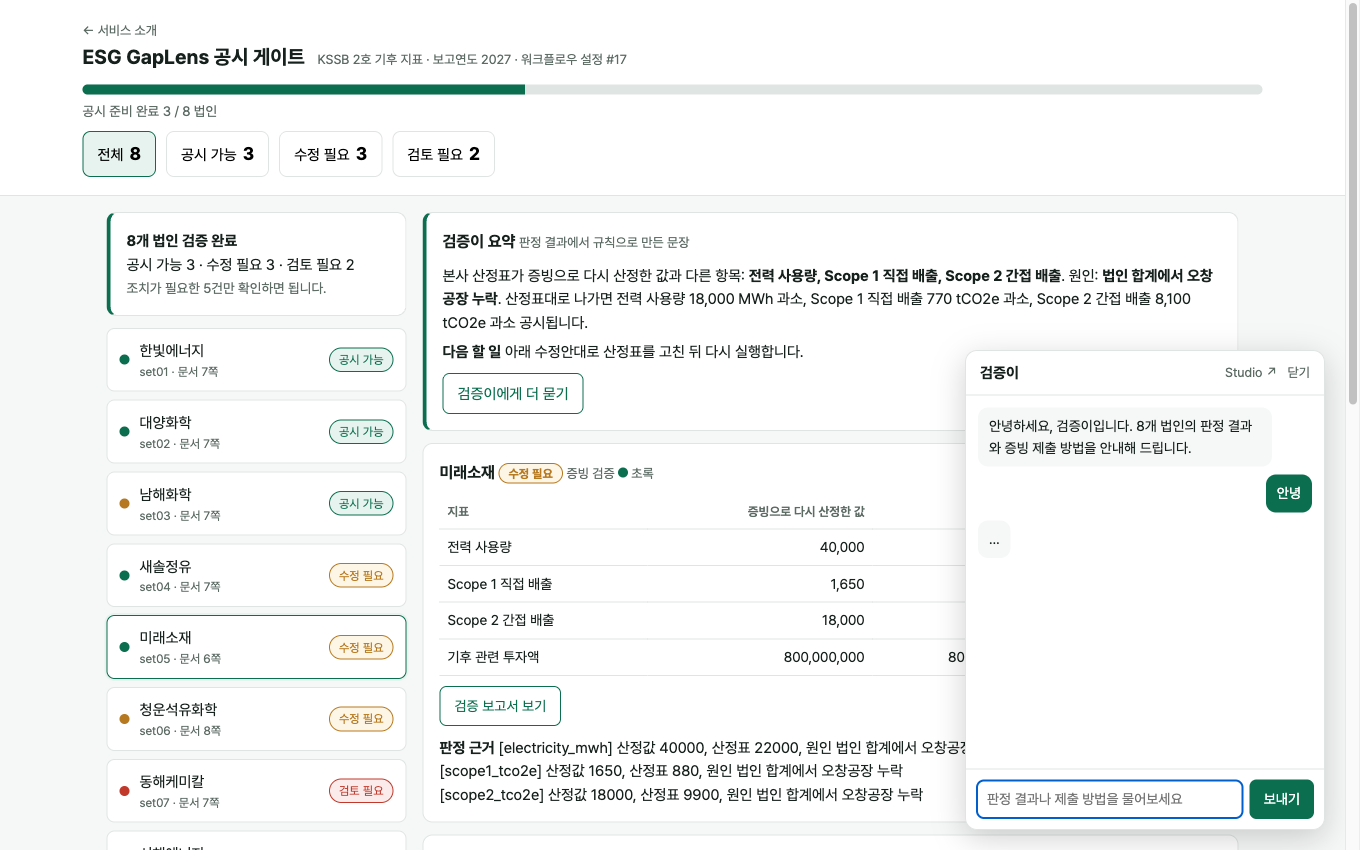 ← 서비스 소개
ESG GapLens 공시 게이트 KSSB 2호 기후 지표 · 보고연도 2027 · 워크플로우 설정 #17
공시 준비 완료 3 / 8 법인
전체 8 공시 가능 3 수정 필요 3 검토 필요 2
8개 법인 검증 완료
공시 가능 3 · 수정 필요 3 · 검토 필요 2
조치가 필요한 5건만 확인하면 됩니다.
한빛에너지 공시 가능
set01 · 문서 7쪽
대양화학 공시 가능
set02 · 문서 7쪽
남해화학 공시 가능
set03 · 문서 7쪽
새솔정유 수정 필요
set04 · 문서 7쪽
미래소재 수정 필요
set05 · 문서 6쪽
청운석유화학 수정 필요
set06 · 문서 8쪽
동해케미칼 검토 필요
set07 · 문서 7쪽
검증이 요약 판정 결과에서 규칙으로 만든 문장
본사 산정표가 증빙으로 다시 산정한 값과 다른 항목: 전력 사용량, Scope 1 직접 배출, Scope 2 간접 배출. 원인: 법인 합계에서 오창
공장 누락. 산정표대로 나가면 전력 사용량 18,000 MWh 과소, Scope 1 직접 배출 770 tCO2e 과소, Scope 2 간접 배출 8,100
tCO2e 과소 공시됩니다.
다음 할 일 아래 수정안대로 산정표를 고친 뒤 다시 실행합니다.
검증이에게 더 묻기
미래소재 수정 필요 증빙 검증 초록
지표 증빙으로 다시 산정한 값
전력 사용량 40,000
Scope 1 직접 배출 1,650
Scope 2 간접 배출 18,000
기후 관련 투자액 800,000,000 80
검증 보고서 보기
판정 근거 [electricity_mwh] 산정값 40000, 산정표 22000, 원인 법인 합계에서 오창공장
[scope1_tco2e] 산정값 1650, 산정표 880, 원인 법인 합계에서 오창공장 누락
[scope2_tco2e] 산정값 18000, 산정표 9900, 원인 법인 합계에서 오창공장 누락
검증이 Studio ↗ 닫기
안녕하세요, 검증이입니다. 8개 법인의 판정 결과
와 증빙 제출 방법을 안내해 드립니다.
안녕
...
판정 결과나 제출 방법을 물어보세요 보내기